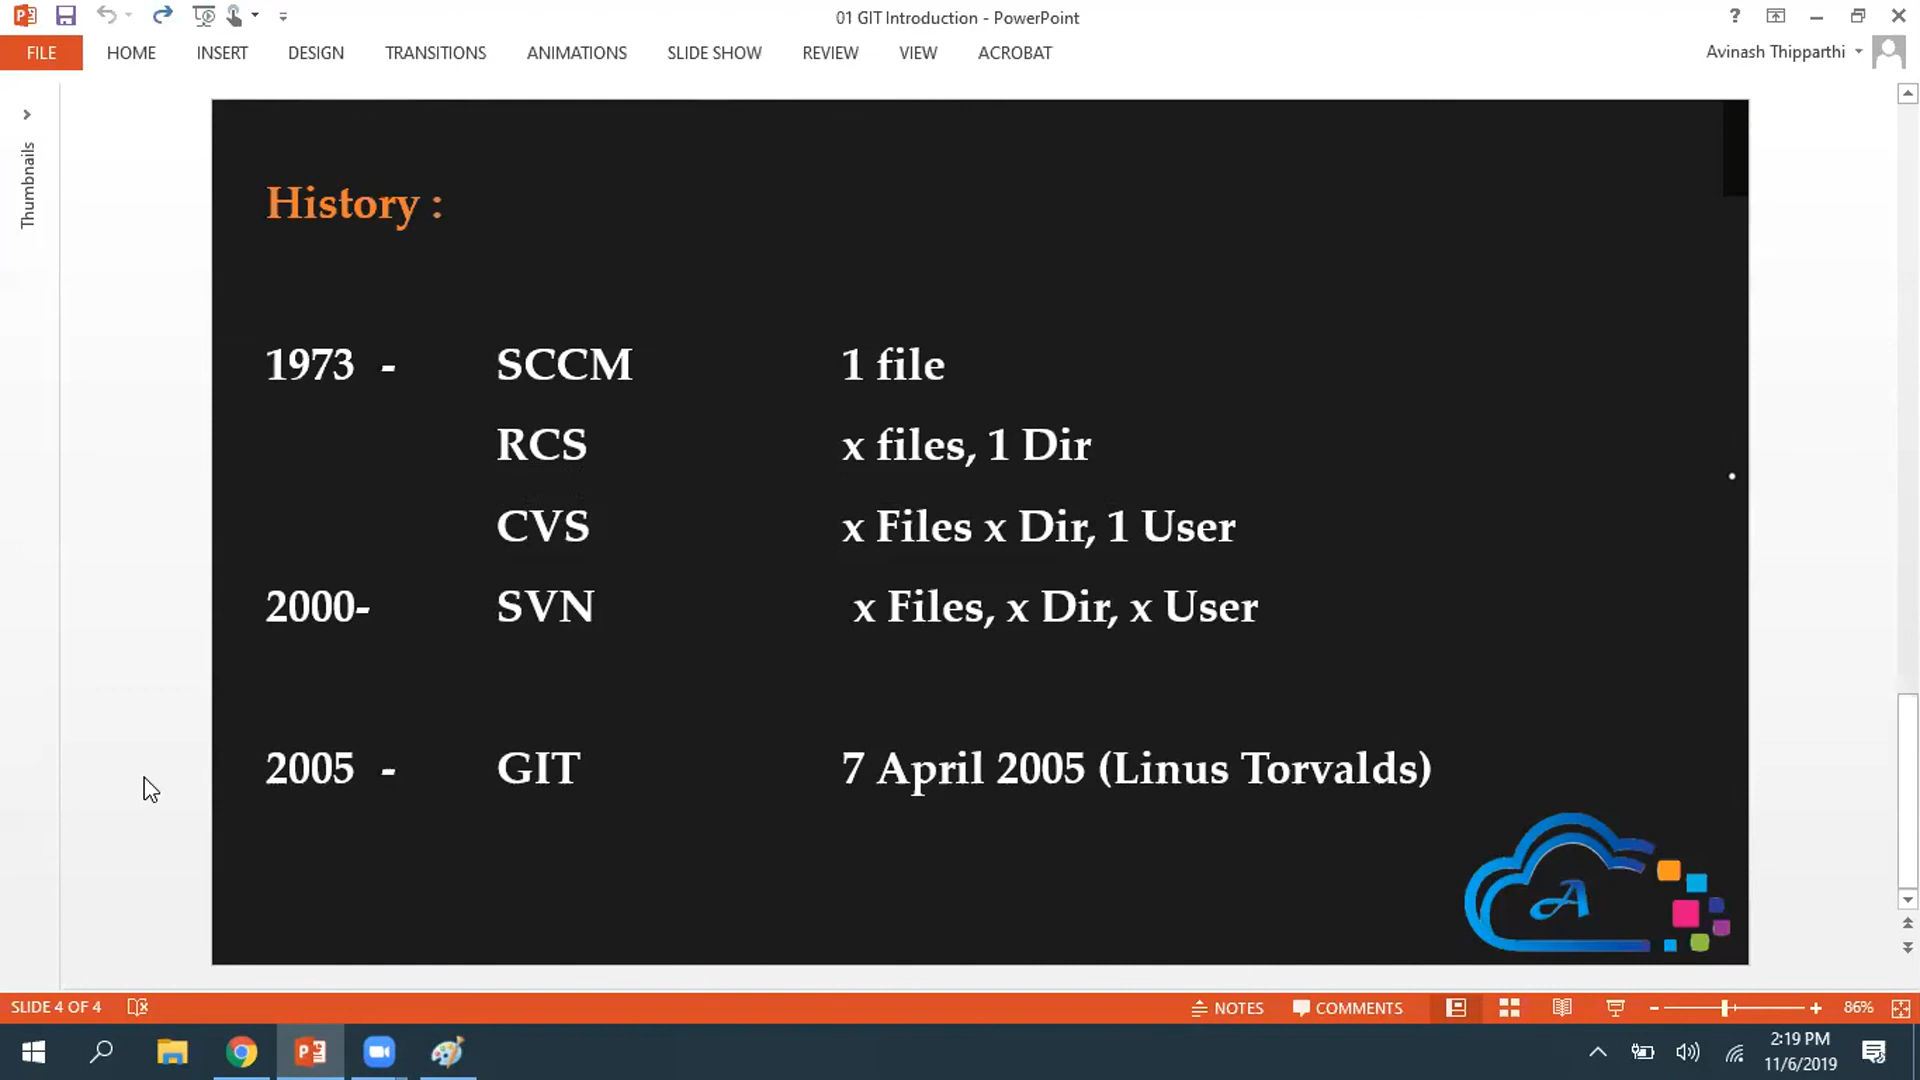 01 GIT Introduction - PowerPoint
?
FILE HOME INSERT DESIGN TRANSITIONS ANIMATIONS SLIDE SHOW REVIEW VIEW ACROBAT
Avinash Thipparthi
Thumbnails
History :
1973 - SCCM 1 file
RCS x files, 1 Dir
CVS x Files x Dir, 1 User
2000- SVN x Files, x Dir, x User
2005 - GIT 7 April 2005 (Linus Torvalds)
A
SLIDE 4 OF 4 NOTES COMMENTS 86%
2:19 PM
11/6/2019